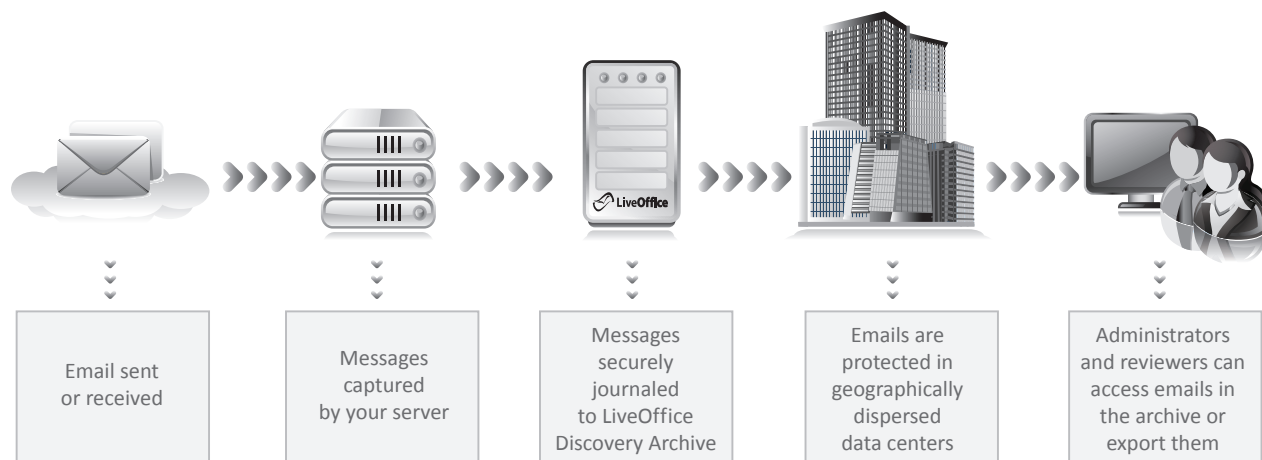 LiveOffice
Email sent
or received
Messages
captured
by your server
Messages
securely
journaled
to LiveOffice
Discovery Archive
Emails are
protected in
geographically
dispersed
data centers
Administrators
and reviewers can
access emails in
the archive or
export them